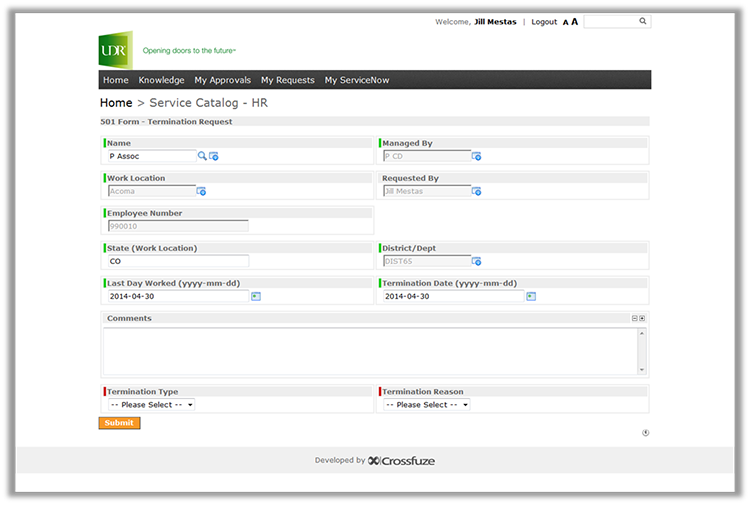 Welcome, Jill Mestas | Logout A A
UDR Opening doors to the future℠
Home Knowledge My Approvals My Requests My ServiceNow
Home > Service Catalog - HR
501 Form - Termination Request
Name Managed By
P Assoc P CD
Work Location Requested By
Acoma Jill Mestas
Employee Number
990010
State (Work Location) District/Dept
CO DIST65
Last Day Worked (yyyy-mm-dd) Termination Date (yyyy-mm-dd)
2014-04-30 2014-04-30
Comments
Termination Type Termination Reason
-- Please Select -- -- Please Select --
Submit
Developed by Crossfuze